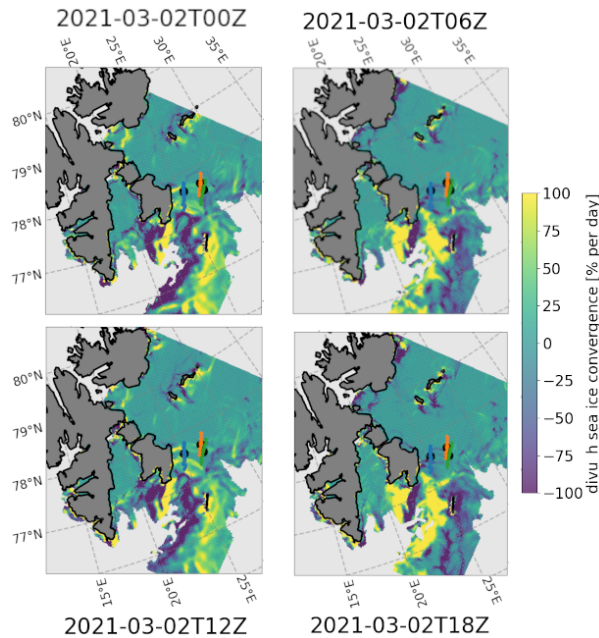 2021-03-02T00Z
2021-03-02T06Z
20°E
25°E
30°E
35°E
20°E
25°E
30°E
35°E
80°N
79°N
78°N
77°N
100
75
50
25
0
−25
−50
−75
−100
divu_h sea ice convergence [% per day]
80°N
79°N
78°N
77°N
15°E
20°E
25°E
15°E
20°E
25°E
2021-03-02T12Z
2021-03-02T18Z